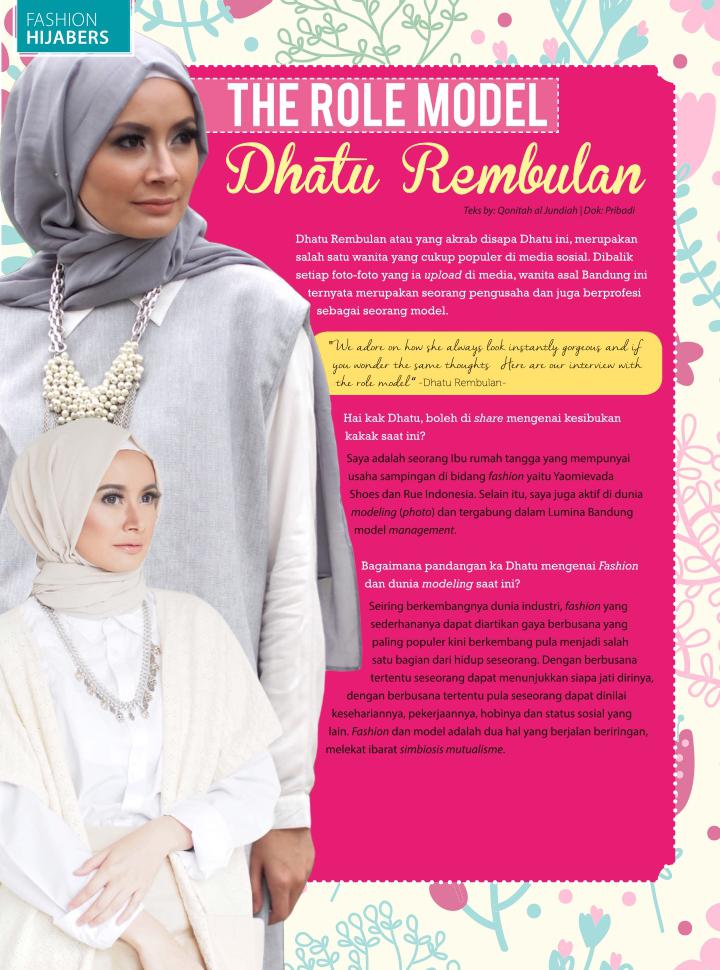 FASHION
HIJABERS
THE ROLE MODEL
Dhatu Rembulan
Teks by: Qonitah al Jundiah | Dok: Pribadi
Dhatu Rembulan atau yang akrab disapa Dhatu ini, merupakan
salah satu wanita yang cukup populer di media sosial. Dibalik
setiap foto-foto yang ia upload di media, wanita asal Bandung ini
ternyata merupakan seorang pengusaha dan juga berprofesi
sebagai seorang model.
"We adore on how she always look instantly gorgeous and if
you wonder the same thoughts Here are our interview with
the role model" -Dhatu Rembulan-
Hai kak Dhatu, boleh di share mengenai kesibukan
kakak saat ini?
Saya adalah seorang Ibu rumah tangga yang mempunyai
usaha sampingan di bidang fashion yaitu Yaomievada
Shoes dan Rue Indonesia. Selain itu, saya juga aktif di dunia
modeling (photo) dan tergabung dalam Lumina Bandung
model management.
Bagaimana pandangan ka Dhatu mengenai Fashion
dan dunia modeling saat ini?
Seiring berkembangnya dunia industri, fashion yang
sederhananya dapat diartikan gaya berbusana yang
paling populer kini berkembang pula menjadi salah
satu bagian dari hidup seseorang. Dengan berbusana
tertentu seseorang dapat menunjukkan siapa jati dirinya,
dengan berbusana tertentu pula seseorang dapat dinilai
kesehariannya, pekerjaannya, hobinya dan status sosial yang
lain. Fashion dan model adalah dua hal yang berjalan beriringan,
melekat ibarat simbiosis mutualisme.